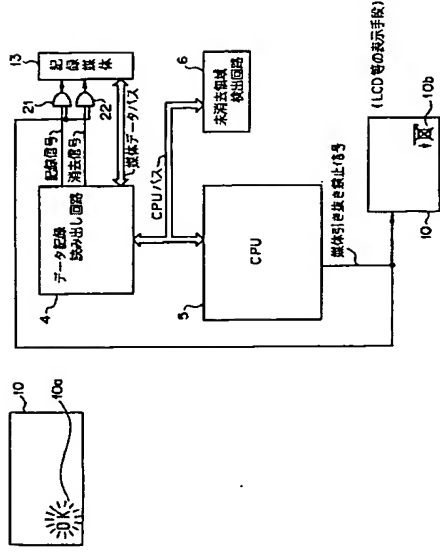 10
10a
OK
13
記録媒体
21
22
記録信号
消去信号
媒体データバス
データ記録
読み出し回路
4
CPUバス
6
未消去領域
検出回路
CPU
5
媒体引き抜き禁止信号
(LCD等の表示手段)
10
10b